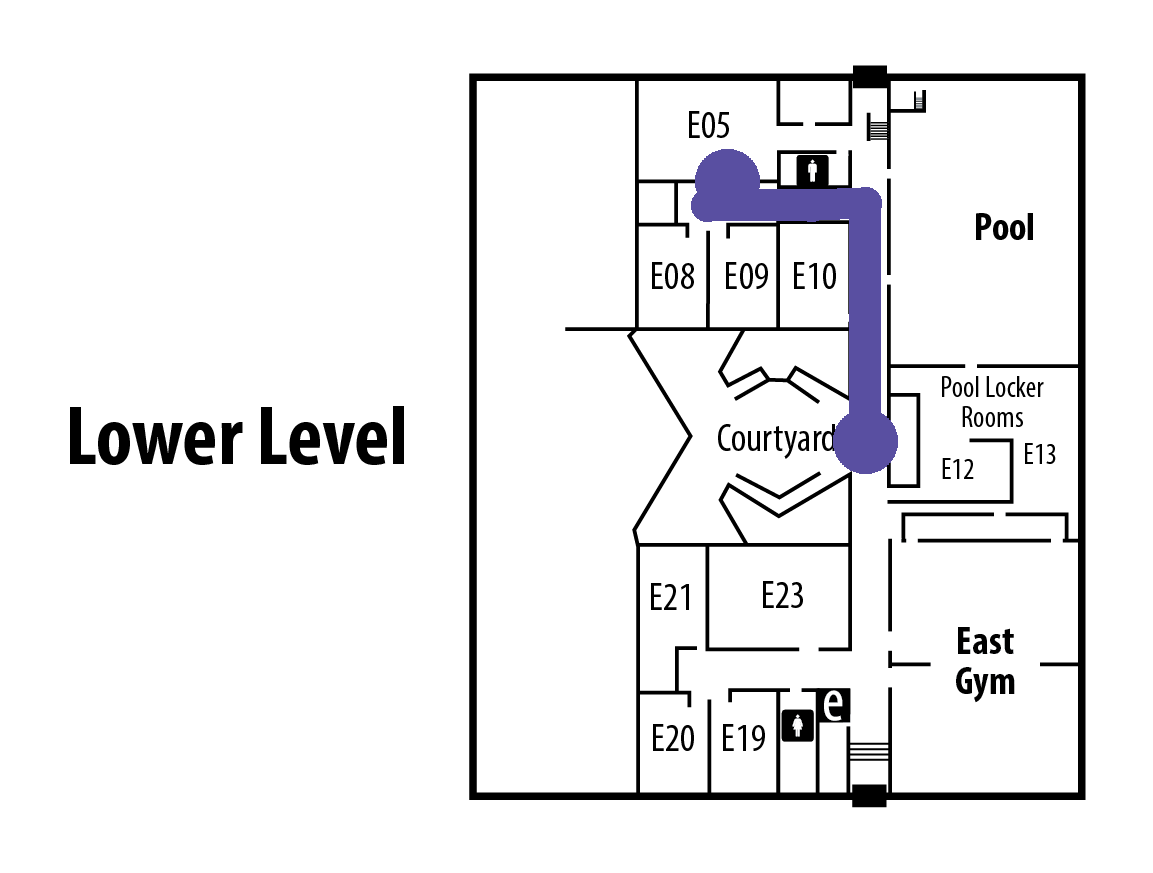 E05
Pool
E08
E09
E10
Pool Locker
Rooms
Lower Level
Courtyard
E12
E13
E21
E23
East
Gym
e
E20
E19